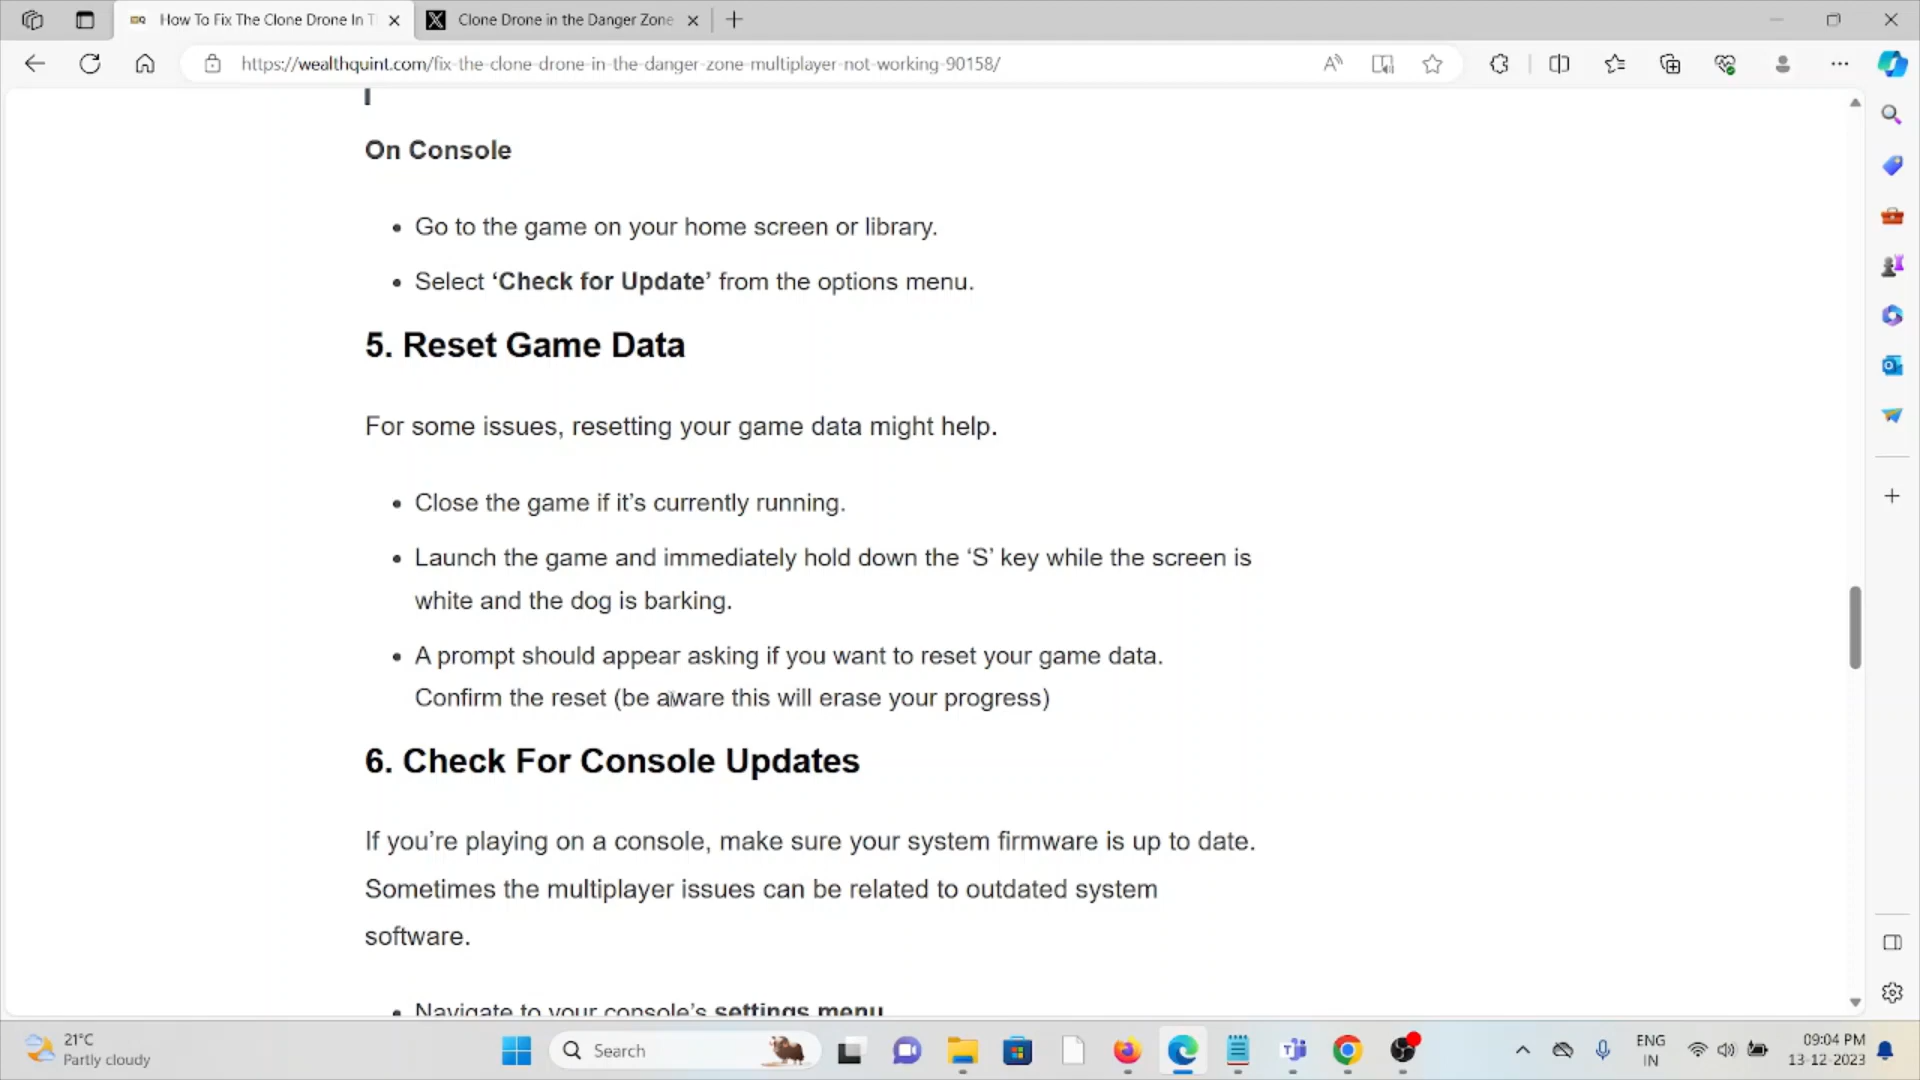 How To Fix The Clone Drone In T
Clone Drone in the Danger Zone
https://wealthquint.com/fix-the-clone-drone-in-the-danger-zone-multiplayer-not-working-90158/
On Console
• Go to the game on your home screen or library.
• Select ‘Check for Update’ from the options menu.
5. Reset Game Data
For some issues, resetting your game data might help.
• Close the game if it’s currently running.
• Launch the game and immediately hold down the ‘S’ key while the screen is
white and the dog is barking.
• A prompt should appear asking if you want to reset your game data.
Confirm the reset (be aware this will erase your progress)
6. Check For Console Updates
If you’re playing on a console, make sure your system firmware is up to date.
Sometimes the multiplayer issues can be related to outdated system
software.
• Navigate to your console’s settings menu
21°C
Partly cloudy
Search
ENG
IN
09:04 PM
13-12-2023